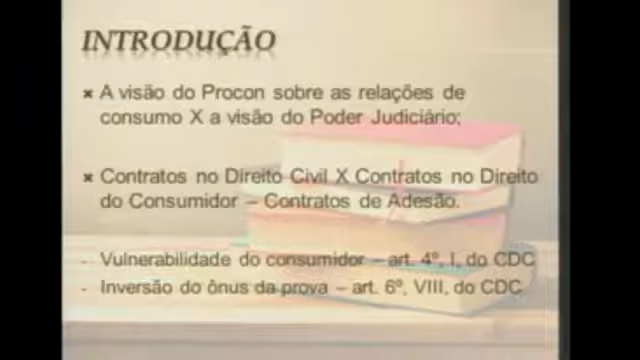 INTRODUÇÃO
× A visão do Procon sobre as relações de
consumo X a visão do Poder Judiciário;
× Contratos no Direito Civil X Contratos no Direito
do Consumidor – Contratos de Adesão.
- Vulnerabilidade do consumidor – art. 4º, I, do CDC
- Inversão do ônus da prova – art. 6º, VIII, do CDC